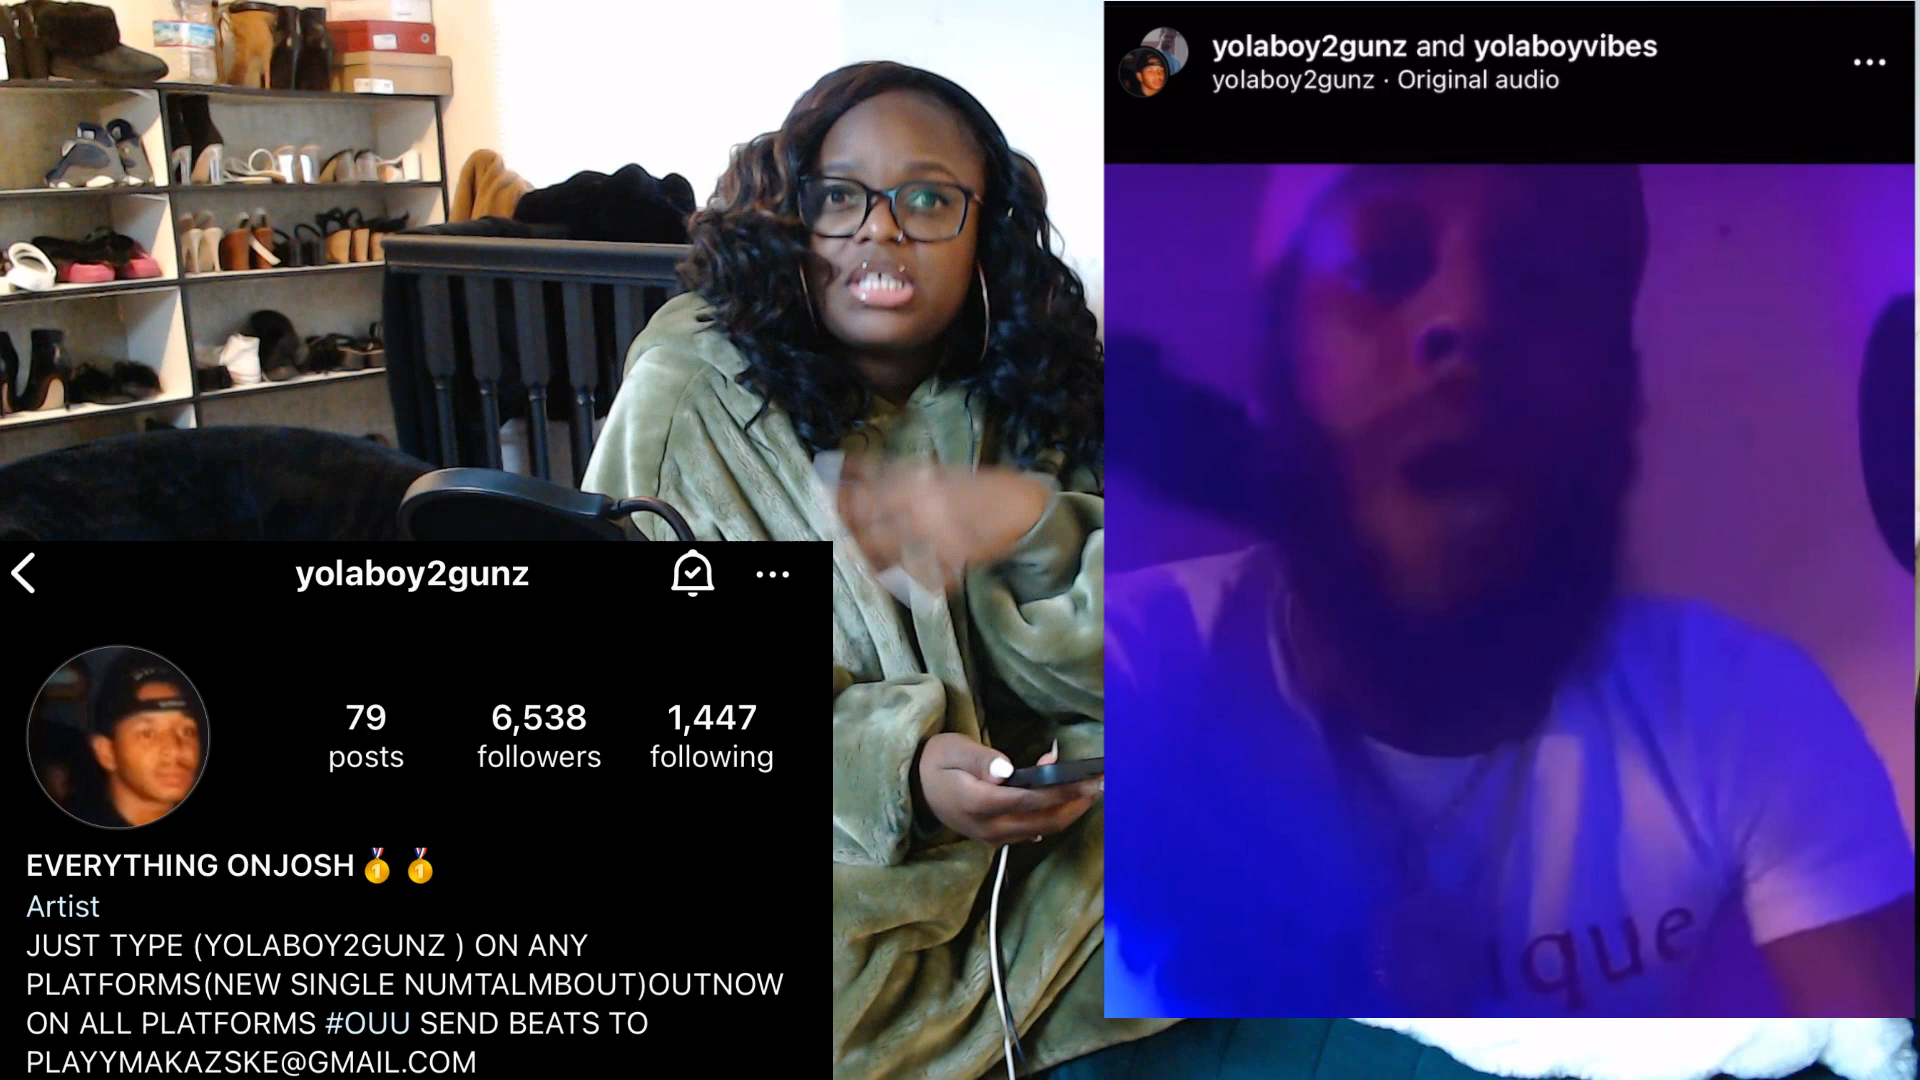 yolaboy2gunz and yolaboyvibes
yolaboy2gunz · Original audio
ique
yolaboy2gunz
79
posts
6,538
followers
1,447
following
EVERYTHING ONJOSH🥇 🥇
Artist
JUST TYPE (YOLABOY2GUNZ ) ON ANY
PLATFORMS(NEW SINGLE NUMTALMBOUT)OUTNOW
ON ALL PLATFORMS #OUU SEND BEATS TO
PLAYYMAKAZSKE@GMAIL.COM